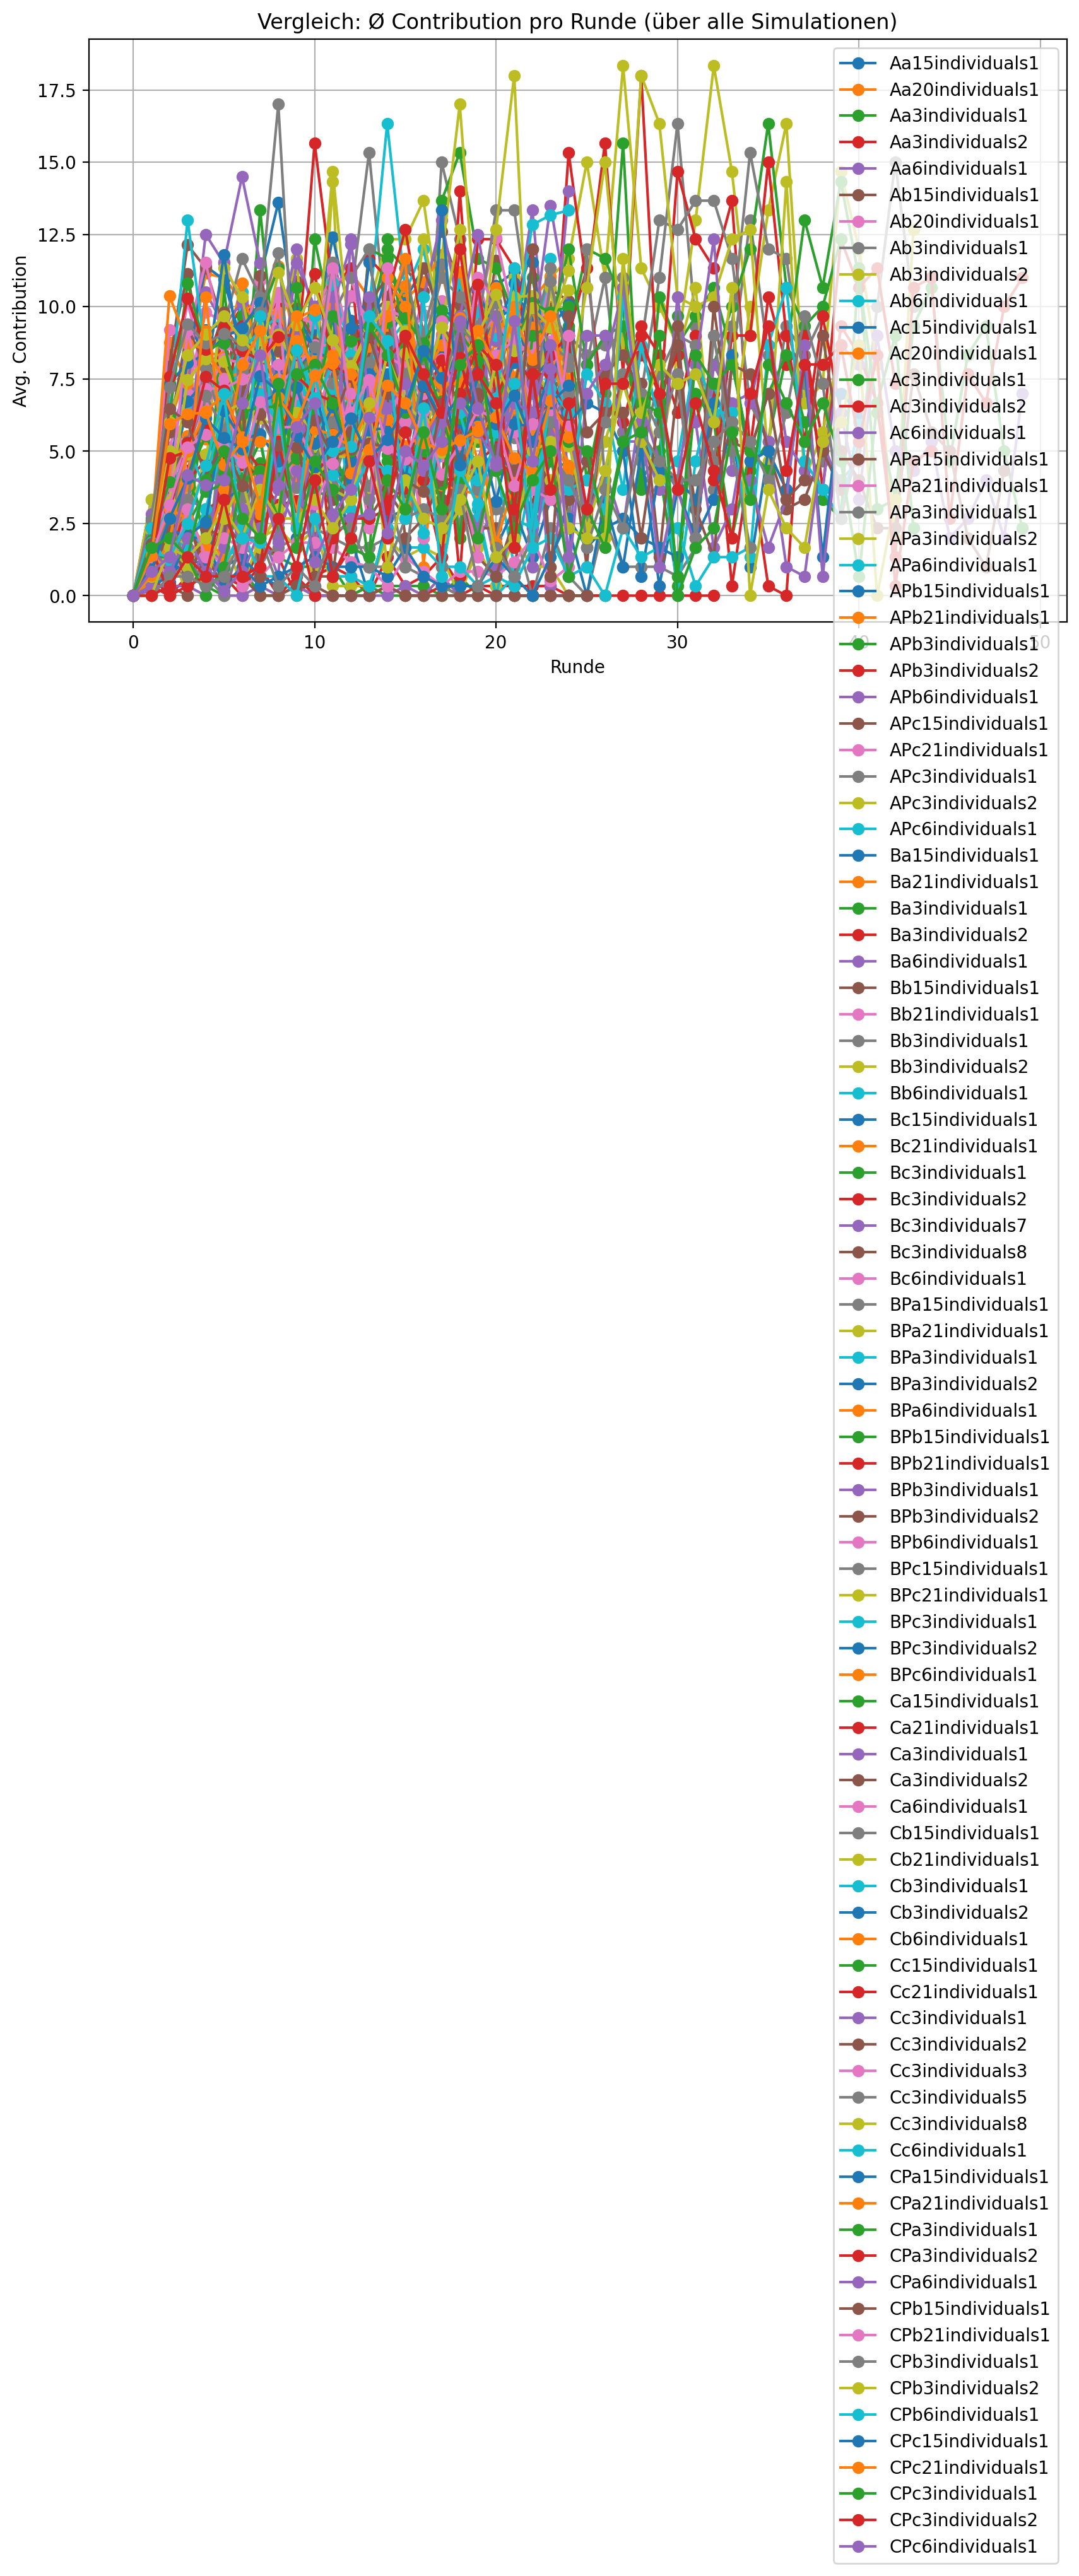 Vergleich: Ø Contribution pro Runde (über alle Simulationen)
Avg. Contribution
17.5
15.0
12.5
10.0
7.5
5.0
2.5
0.0
0
10
20
30
40
50
Runde
Aa15individuals1
Aa20individuals1
Aa3individuals1
Aa3individuals2
Aa6individuals1
Ab15individuals1
Ab20individuals1
Ab3individuals1
Ab3individuals2
Ab6individuals1
Ac15individuals1
Ac20individuals1
Ac3individuals1
Ac3individuals2
Ac6individuals1
APa15individuals1
APa21individuals1
APa3individuals1
APa3individuals2
APa6individuals1
APb15individuals1
APb21individuals1
APb3individuals1
APb3individuals2
APb6individuals1
APc15individuals1
APc21individuals1
APc3individuals1
APc3individuals2
APc6individuals1
Ba15individuals1
Ba21individuals1
Ba3individuals1
Ba3individuals2
Ba6individuals1
Bb15individuals1
Bb21individuals1
Bb3individuals1
Bb3individuals2
Bb6individuals1
Bc15individuals1
Bc21individuals1
Bc3individuals1
Bc3individuals2
Bc3individuals7
Bc3individuals8
Bc6individuals1
BPa15individuals1
BPa21individuals1
BPa3individuals1
BPa3individuals2
BPa6individuals1
BPb15individuals1
BPb21individuals1
BPb3individuals1
BPb3individuals2
BPb6individuals1
BPc15individuals1
BPc21individuals1
BPc3individuals1
BPc3individuals2
BPc6individuals1
Ca15individuals1
Ca21individuals1
Ca3individuals1
Ca3individuals2
Ca6individuals1
Cb15individuals1
Cb21individuals1
Cb3individuals1
Cb3individuals2
Cb6individuals1
Cc15individuals1
Cc21individuals1
Cc3individuals1
Cc3individuals2
Cc3individuals3
Cc3individuals5
Cc3individuals8
Cc6individuals1
CPa15individuals1
CPa21individuals1
CPa3individuals1
CPa3individuals2
CPa6individuals1
CPb15individuals1
CPb21individuals1
CPb3individuals1
CPb3individuals2
CPb6individuals1
CPc15individuals1
CPc21individuals1
CPc3individuals1
CPc3individuals2
CPc6individuals1